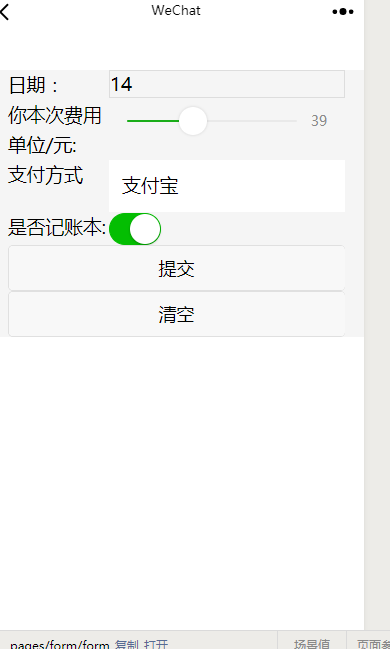 WeChat
日期：
14
你本次费用
单位/元:
39
支付方式
支付宝
是否记账本:
提交
清空
pages/form/form 复制 打开
场景值
页面参